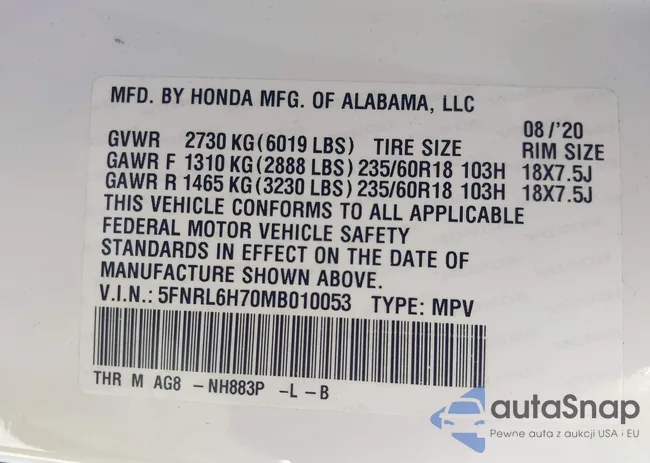 MFD. BY HONDA MFG. OF ALABAMA, LLC
08/'20
GVWR 2730 KG(6019 LBS) TIRE SIZE RIM SIZE
GAWR F 1310 KG(2888 LBS)235/60R18 103H 18X7.5J
GAWR R 1465 KG(3230 LBS)235/60R18 103H 18X7.5J
THIS VEHICLE CONFORMS TO ALL APPLICABLE
FEDERAL MOTOR VEHICLE SAFETY
STANDARDS IN EFFECT ON THE DATE OF
MANUFACTURE SHOWN ABOVE.
V.I.N.: 5FNRL6H70MB010053 TYPE: MPV
THR M AG8 -NH883P -L -B
autaSnap
Pewne auta z aukcji USA i EU